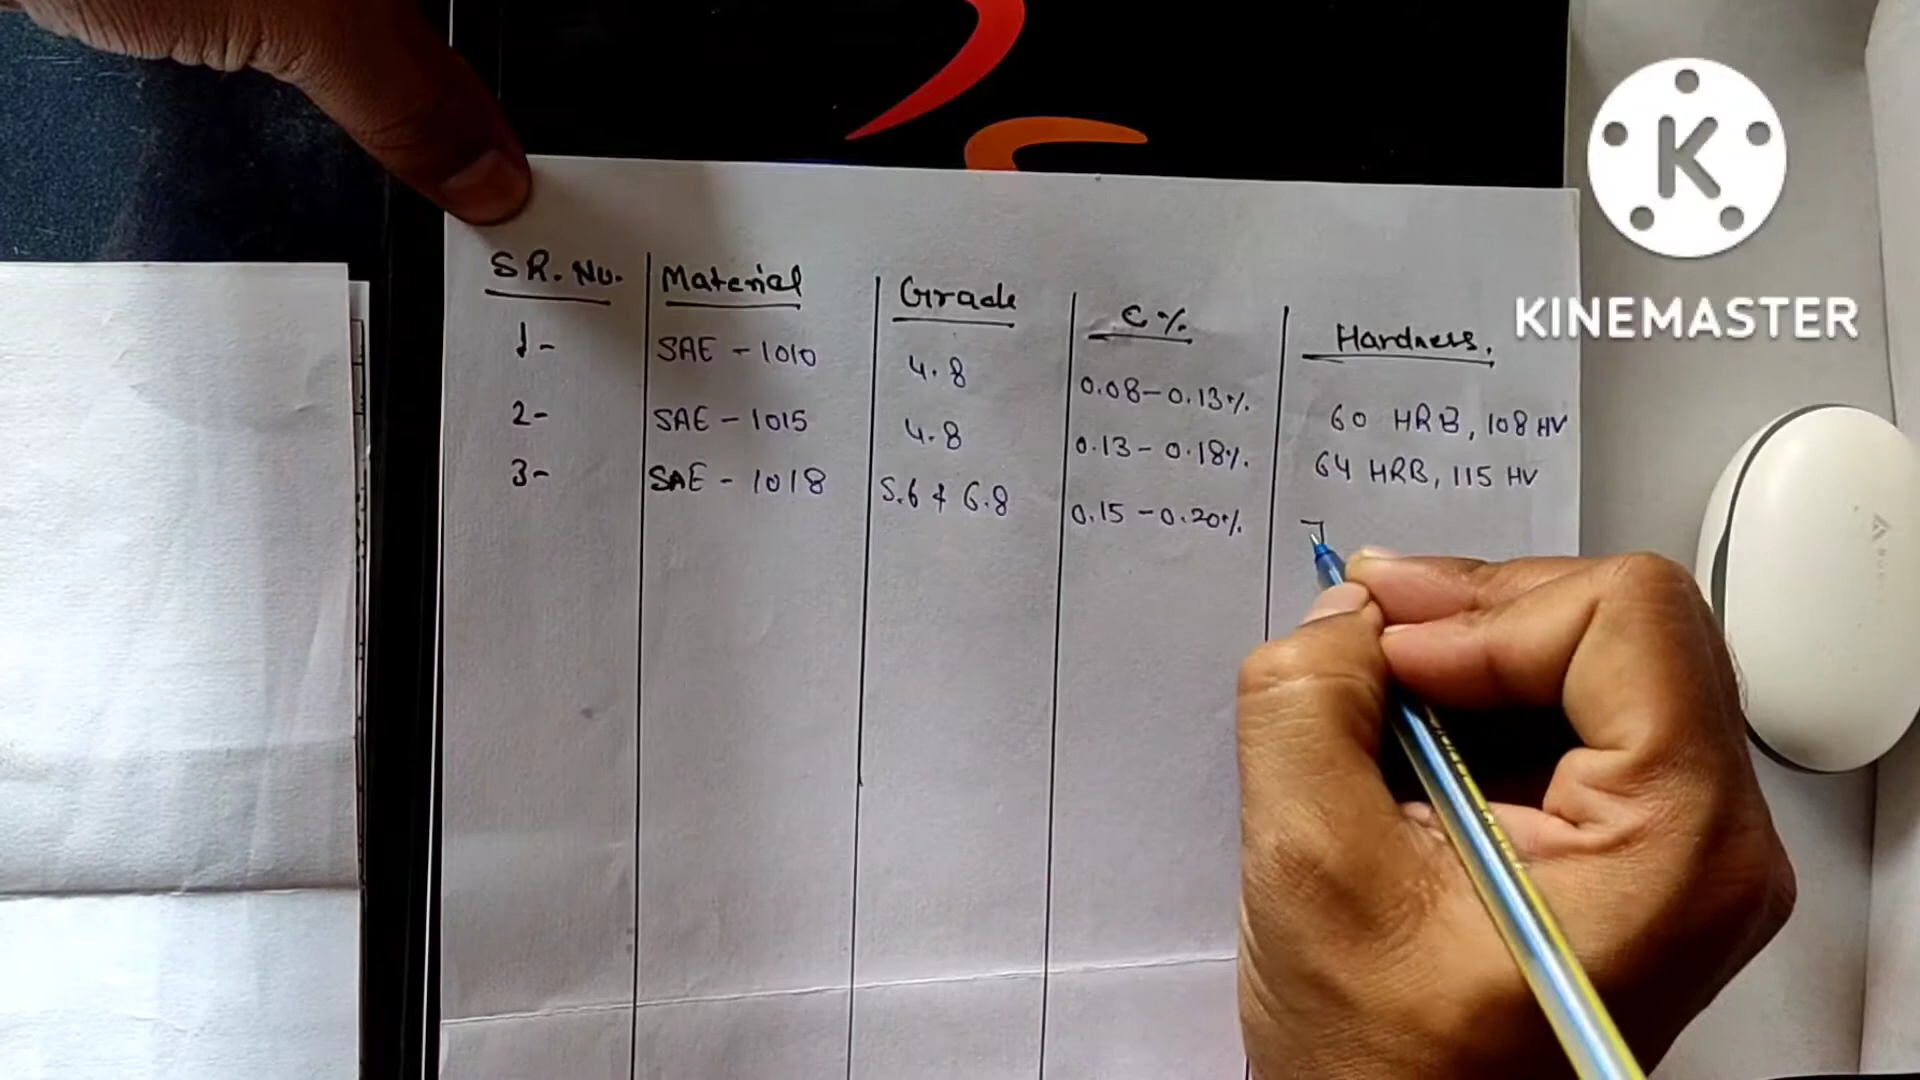 SR. No. Material Grade C% Hardness.
1- SAE - 1010 4.8 0.08-0.13% 60 HRB, 108 HV
2- SAE - 1015 4.8 0.13-0.18% 64 HRB, 115 HV
3- SAE - 1018 5.6 & 6.8 0.15-0.20% 7
K
KINEMASTER